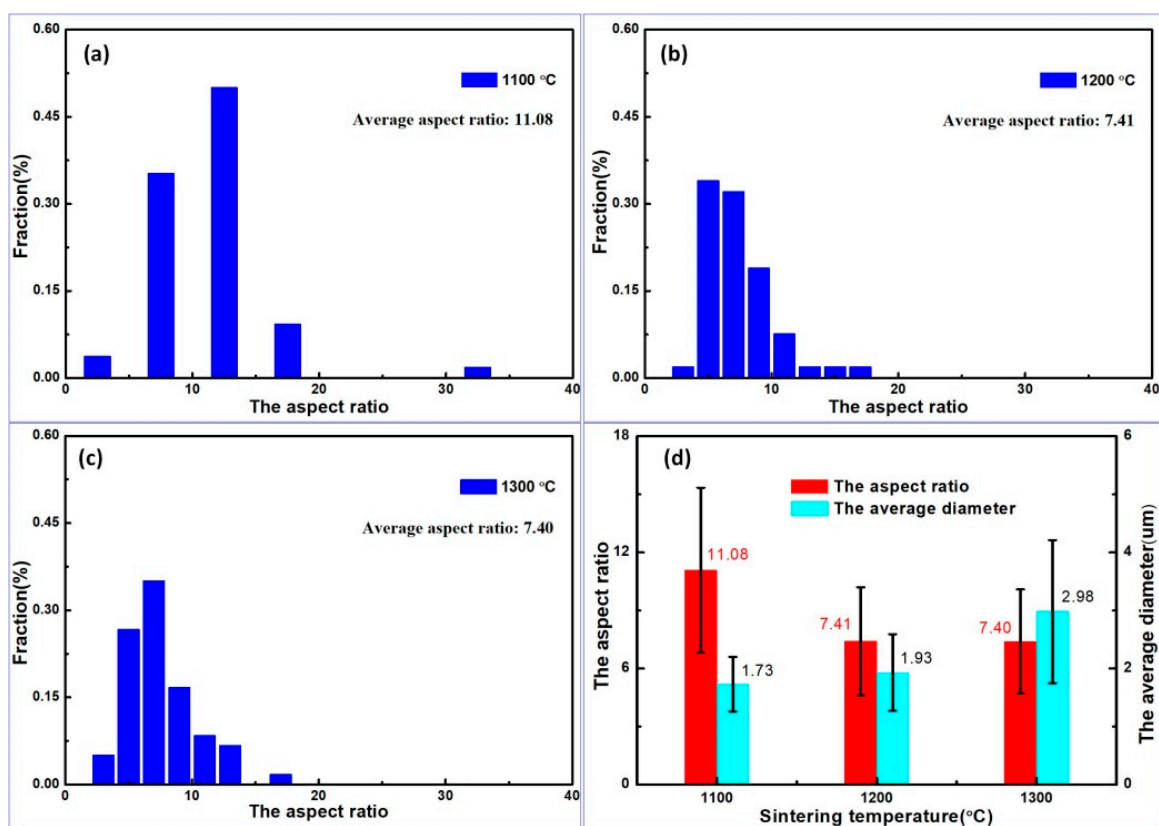 (a)
1100 °C
Average aspect ratio: 11.08
Fraction(%)
0.60
0.45
0.30
0.15
0.00
0
10
20
30
40
The aspect ratio
(b)
1200 °C
Average aspect ratio: 7.41
Fraction(%)
0.60
0.45
0.30
0.15
0.00
0
10
20
30
40
The aspect ratio
(c)
1300 °C
Average aspect ratio: 7.40
Fraction(%)
0.60
0.45
0.30
0.15
0.00
0
10
20
30
40
The aspect ratio
(d)
The aspect ratio
The average diameter
The aspect ratio
18
12
6
0
11.08
1.73
7.41
1.93
7.40
2.98
6
4
2
0
The average diameter(um)
1100
1200
1300
Sintering temperature(°C)